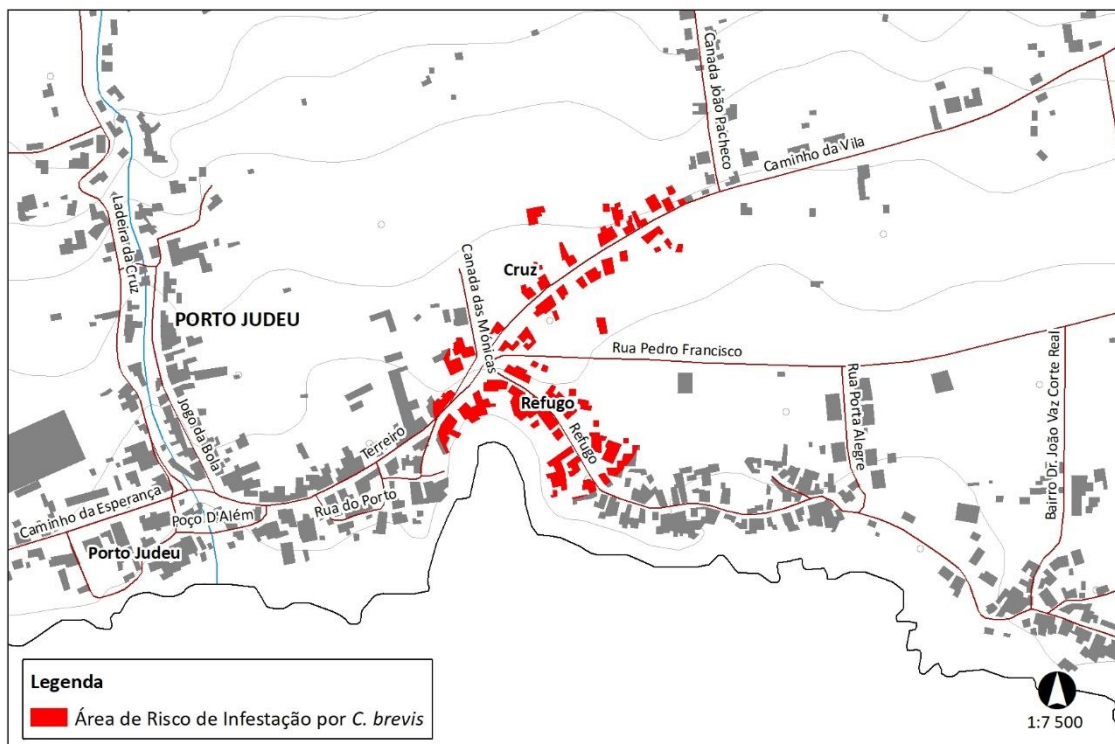 Canada João Pacheco
Caminho da Vila
Ladeira da Cruz
Canada das Mónicas
Cruz
PORTO JUDEU
Rua Pedro Francisco
Bairro Dr. João Vaz Corte Real
Rua Porta Alegre
Refugo
Refugo
Jogo da Bola
Terreiro
Caminho da Esperança
Rua do Porto
Poço D'Além
Porto Judeu
Legenda
Área de Risco de Infestação por C. brevis
1:7 500